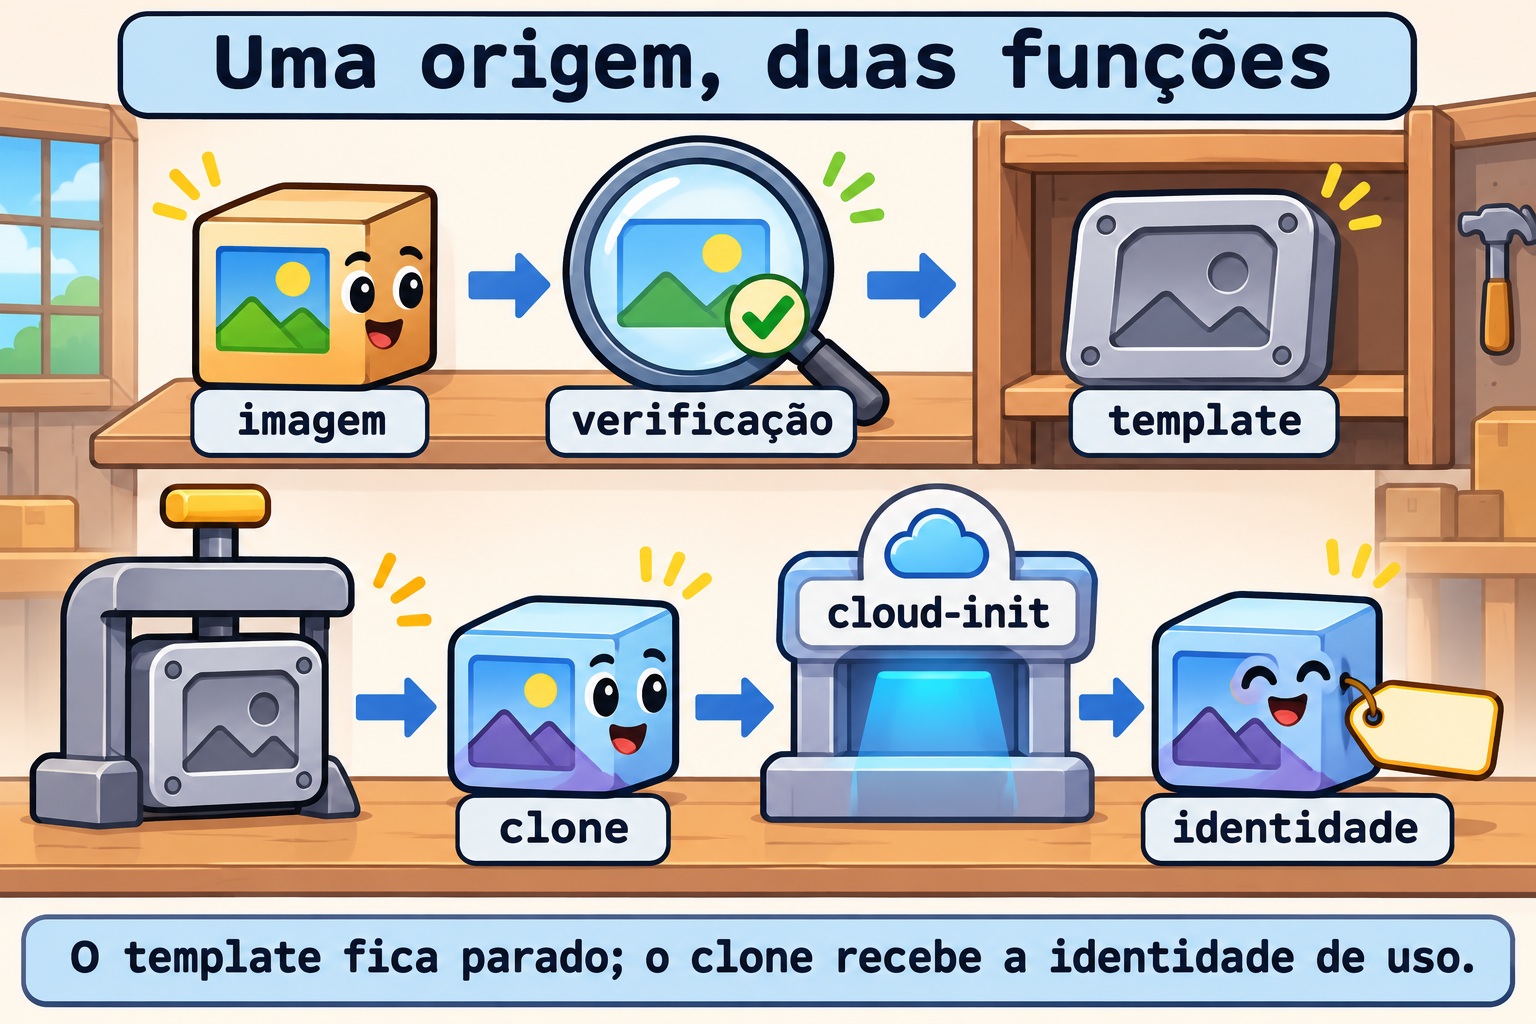 Uma origem, duas funções
imagem
verificação
template
cloud-init
clone
identidade
O template fica parado; o clone recebe a identidade de uso.